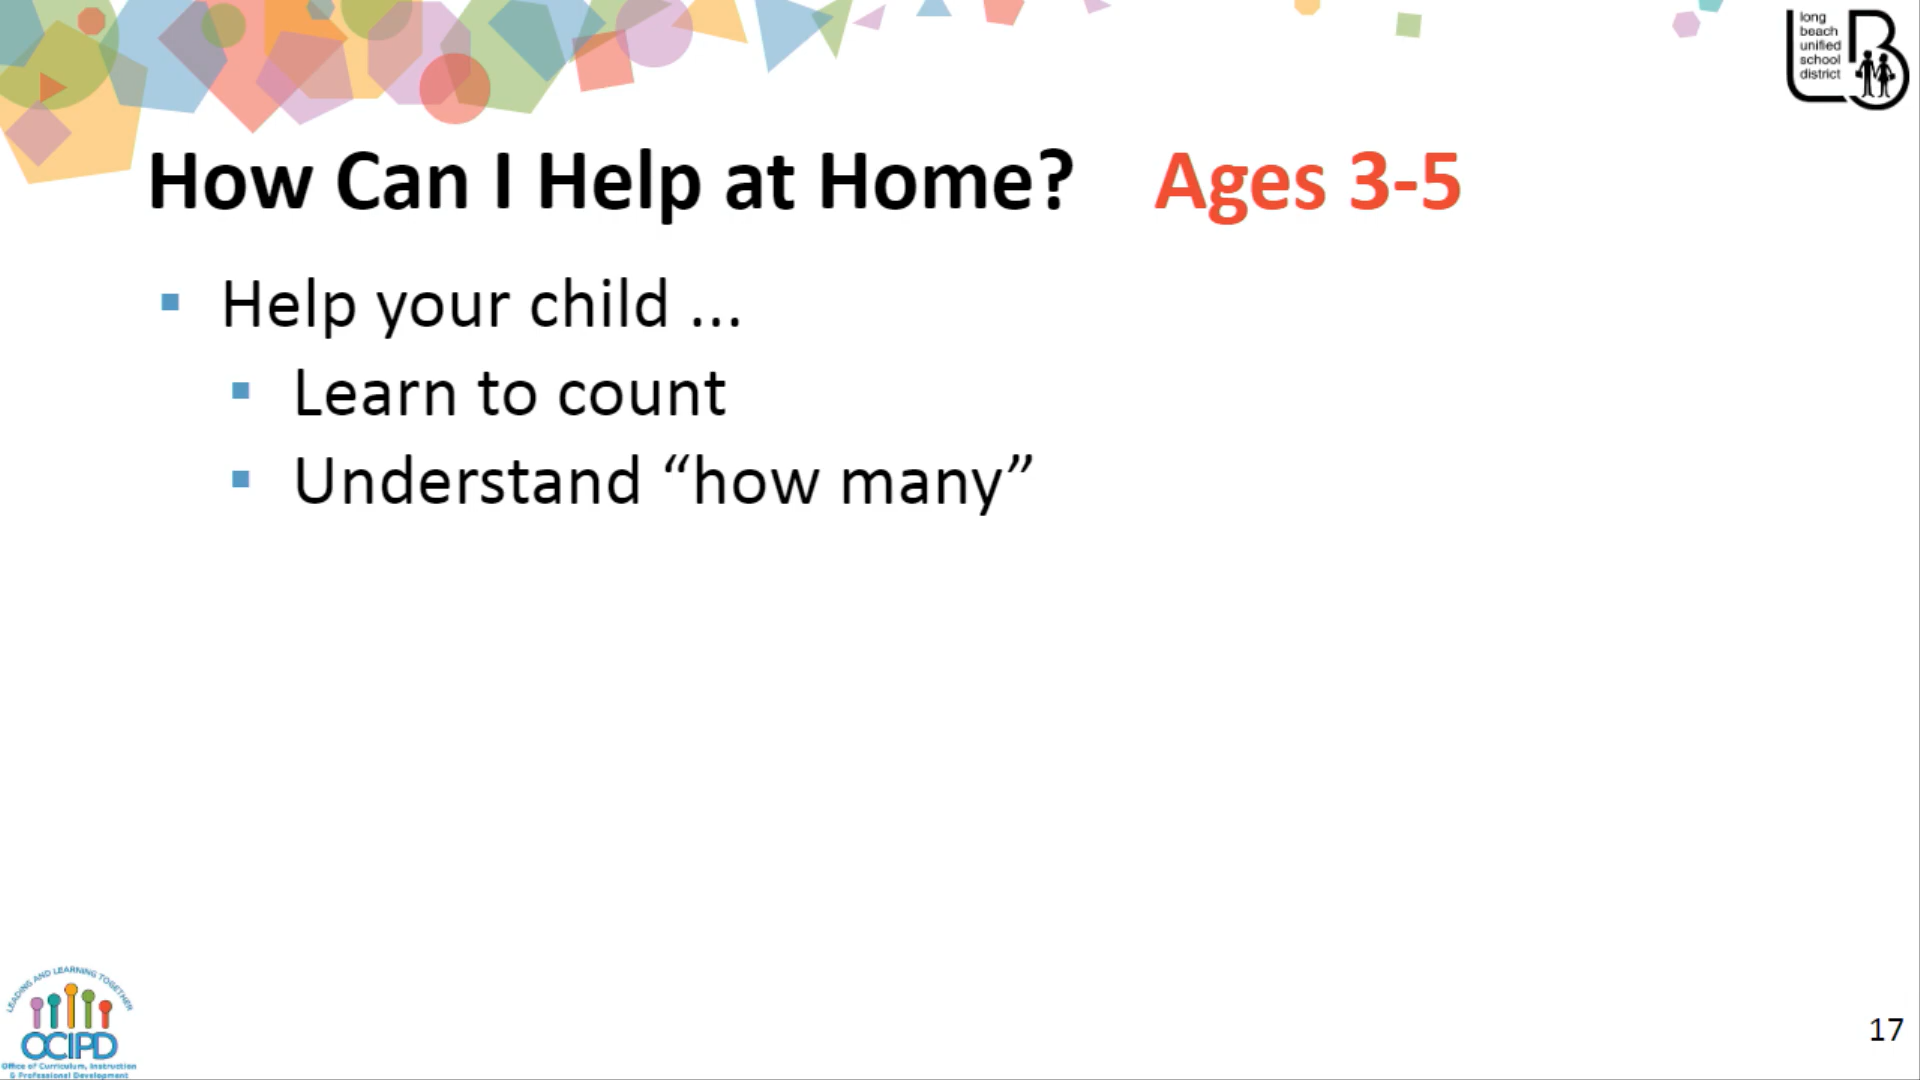 long
beach
unified
school
district
How Can I Help at Home? Ages 3-5
Help your child ...
Learn to count
Understand “how many”
LEADING AND LEARNING TOGETHER
OCIPD
Office of Curriculum, Instruction
& Professional Development
17